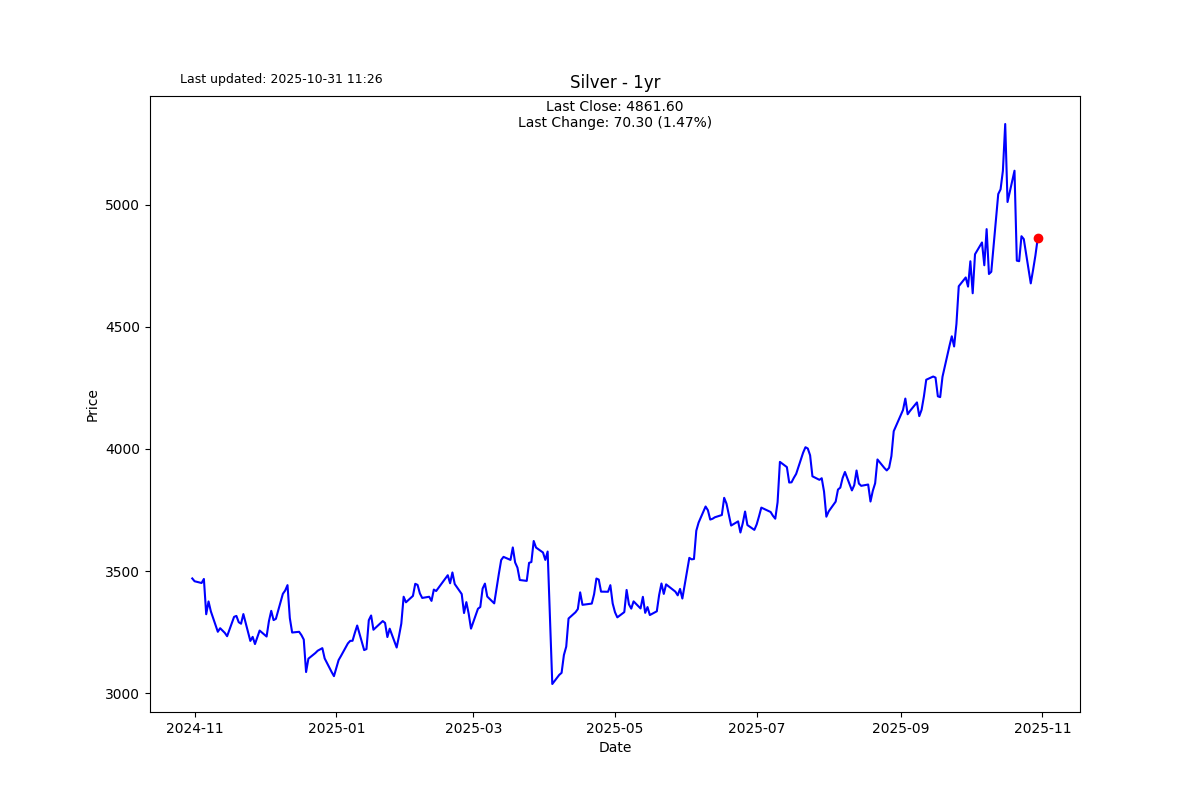 Last updated: 2025-10-31 11:26
Silver - 1yr
Last Close: 4861.60
Last Change: 70.30 (1.47%)
5000
4500
4000
3500
3000
Price
2024-11
2025-01
2025-03
2025-05
2025-07
2025-09
2025-11
Date